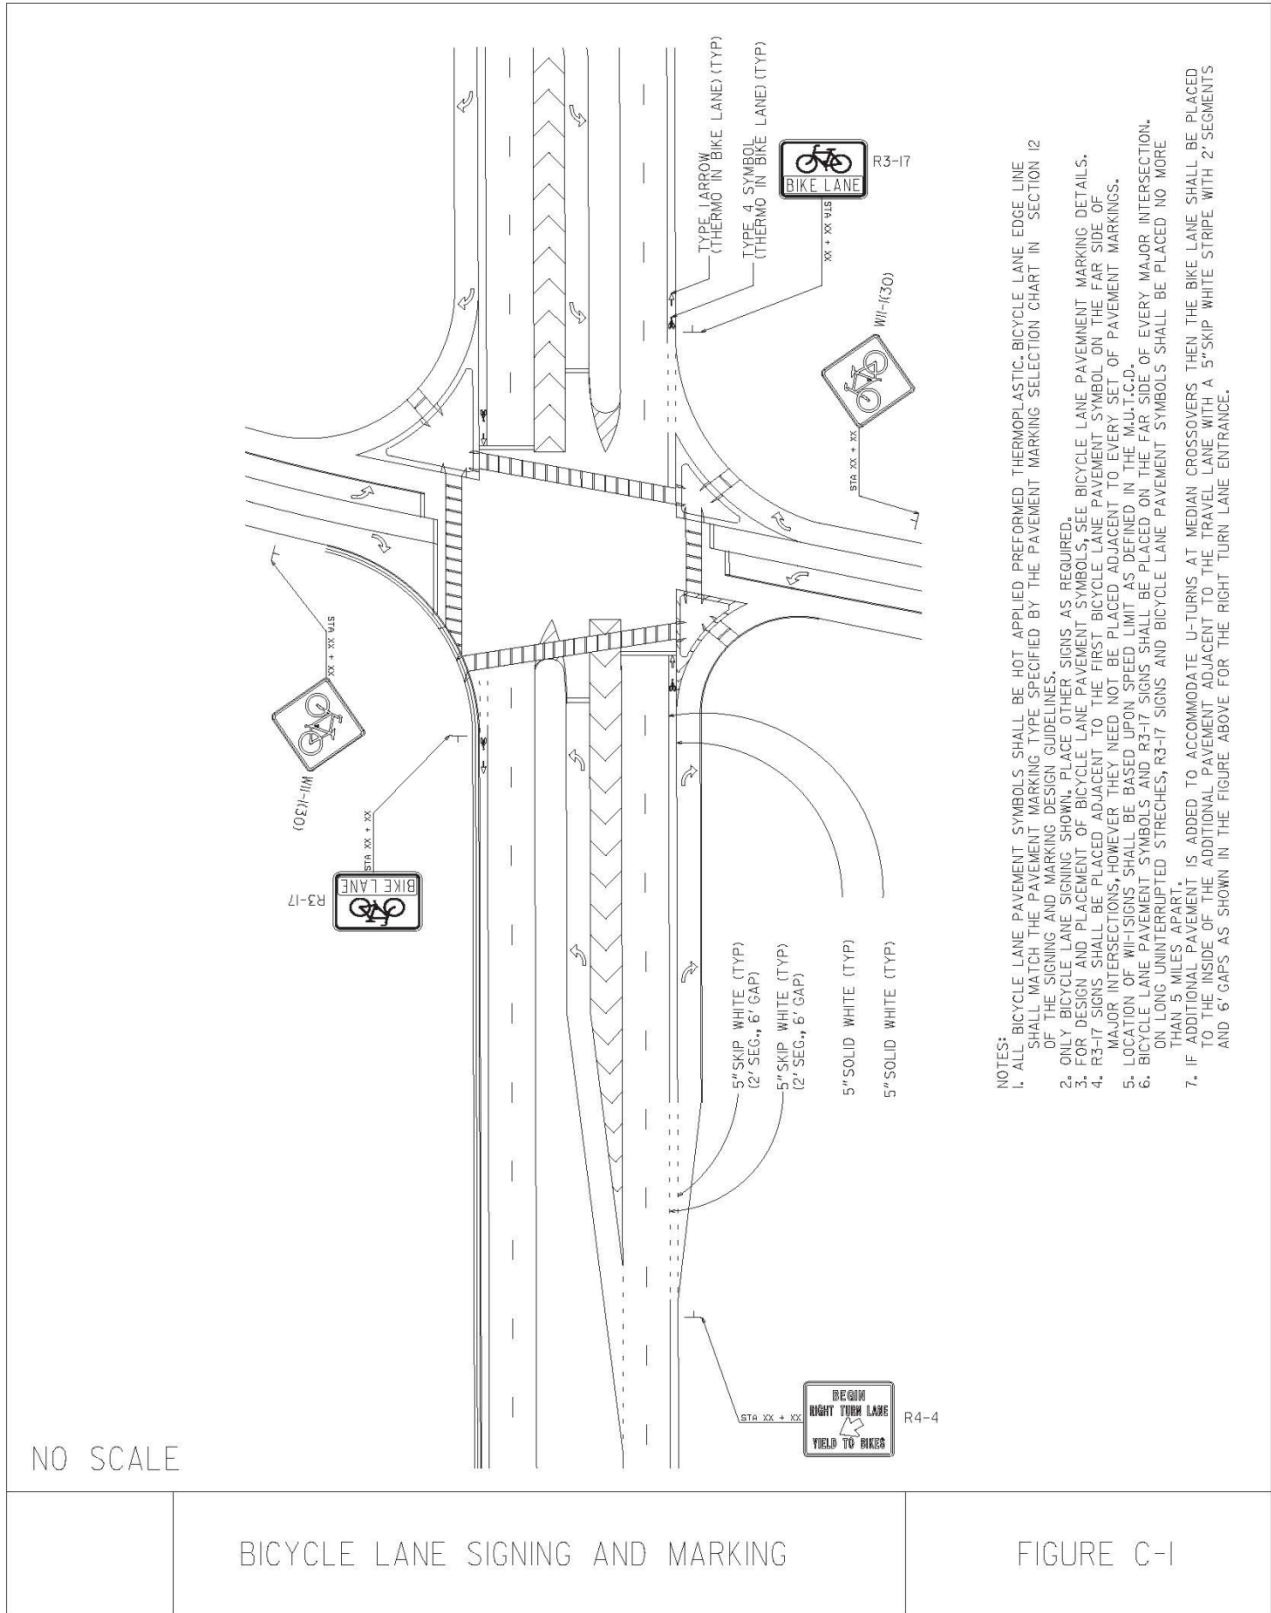 TYPE 1 ARROW
(THERMO IN BIKE LANE) (TYP)
TYPE 4 SYMBOL
(THERMO IN BIKE LANE) (TYP)
BIKE LANE
R3-17
STA XX + XX
W11-1(30)
STA XX + XX
STA XX + XX
W11-1(30)
STA XX + XX
BIKE LANE
R3-17
5" SKIP WHITE (TYP)
(2' SEG., 6' GAP)
5" SKIP WHITE (TYP)
(2' SEG., 6' GAP)
5" SOLID WHITE (TYP)
5" SOLID WHITE (TYP)
STA XX + XX
BEGIN
RIGHT TURN LANE
YIELD TO BIKES
R4-4
NOTES:
1. ALL BICYCLE LANE PAVEMENT SYMBOLS SHALL BE HOT APPLIED PREFORMED THERMOPLASTIC. BICYCLE LANE EDGE LINE
SHALL MATCH THE PAVEMENT MARKING TYPE SPECIFIED BY THE PAVEMENT MARKING SELECTION CHART IN SECTION 12
OF THE SIGNING AND MARKING DESIGN GUIDELINES.
2. ONLY BICYCLE LANE SIGNING SHOWN. PLACE OTHER SIGNS AS REQUIRED.
3. FOR DESIGN AND PLACEMENT OF BICYCLE LANE PAVEMENT SYMBOLS, SEE BICYCLE LANE PAVEMNENT MARKING DETAILS.
4. R3-17 SIGNS SHALL BE PLACED ADJACENT TO THE FIRST BICYCLE LANE PAVEMENT SYMBOL ON THE FAR SIDE OF
MAJOR INTERSECTIONS, HOWEVER THEY NEED NOT BE PLACED ADJACENT TO EVERY SET OF PAVEMENT MARKINGS.
5. LOCATION OF W11-1 SIGNS SHALL BE BASED UPON SPEED LIMIT AS DEFINED IN THE M.U.T.C.D.
6. BICYCLE LANE PAVEMENT SYMBOLS AND R3-17 SIGNS SHALL BE PLACED ON THE FAR SIDE OF EVERY MAJOR INTERSECTION.
ON LONG UNINTERRUPTED STRECHES, R3-17 SIGNS AND BICYCLE LANE PAVEMENT SYMBOLS SHALL BE PLACED NO MORE
THAN 5 MILES APART.
7. IF ADDITIONAL PAVEMENT IS ADDED TO ACCOMMODATE U-TURNS AT MEDIAN CROSSOVERS THEN THE BIKE LANE SHALL BE PLACED
TO THE INSIDE OF THE ADDITIONAL PAVEMENT ADJACENT TO THE TRAVEL LANE WITH A 5" SKIP WHITE STRIPE WITH 2' SEGMENTS
AND 6' GAPS AS SHOWN IN THE FIGURE ABOVE FOR THE RIGHT TURN LANE ENTRANCE.
NO SCALE
BICYCLE LANE SIGNING AND MARKING
FIGURE C-1